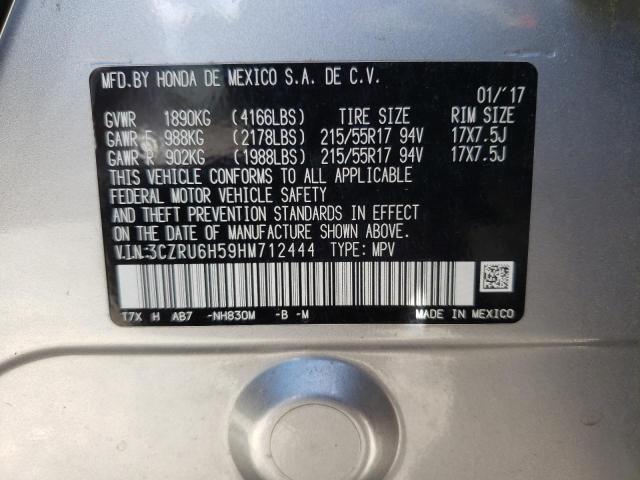 MFD.BY HONDA DE MEXICO S.A. DE C.V.
01/'17
GVWR 1890KG (4166LBS) TIRE SIZE RIM SIZE
GAWR F 988KG (2178LBS) 215/55R17 94V 17X7.5J
GAWR R 902KG (1988LBS) 215/55R17 94V 17X7.5J
THIS VEHICLE CONFORMS TO ALL APPLICABLE
FEDERAL MOTOR VEHICLE SAFETY
AND THEFT PREVENTION STANDARDS IN EFFECT
ON THE DATE OF MANUFACTURE SHOWN ABOVE.
V.I.N:3CZRU6H59HM712444 TYPE: MPV
T7X H AB7 -NH830M -B -M
MADE IN MEXICO